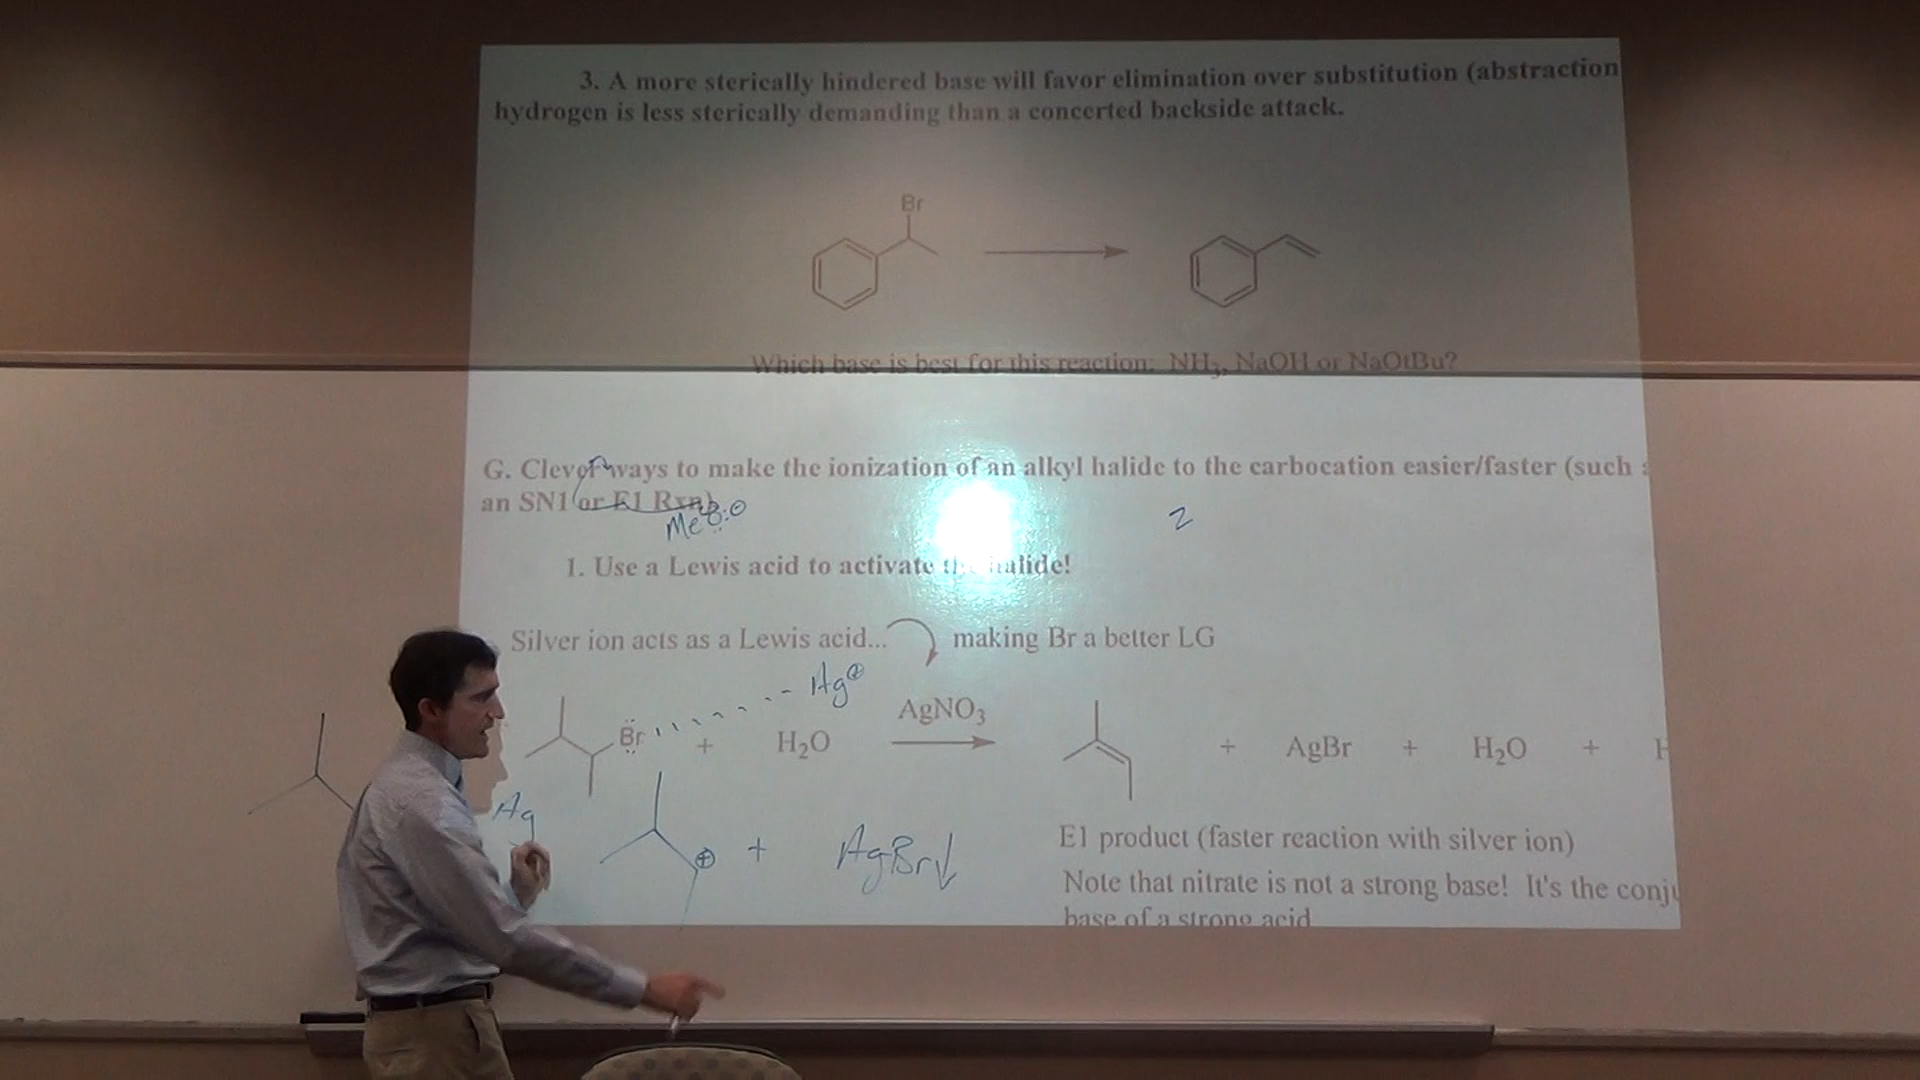 3. A more sterically hindered base will favor elimination over substitution (abstraction
hydrogen is less sterically demanding than a concerted backside attack.
Br
Which base is best for this reaction: NH3, NaOH or NaOtBu?
G. Clever ways to make the ionization of an alkyl halide to the carbocation easier/faster (such
an SN1 (or E1 Rxn)
MeO:⊖
1. Use a Lewis acid to activate the halide!
Silver ion acts as a Lewis acid... making Br a better LG
Ag⊕
AgNO3
Br + H2O + AgBr + H2O + H
Ag
⊕ + AgBr↓
E1 product (faster reaction with silver ion)
Note that nitrate is not a strong base! It's the conju
base of a strong acid